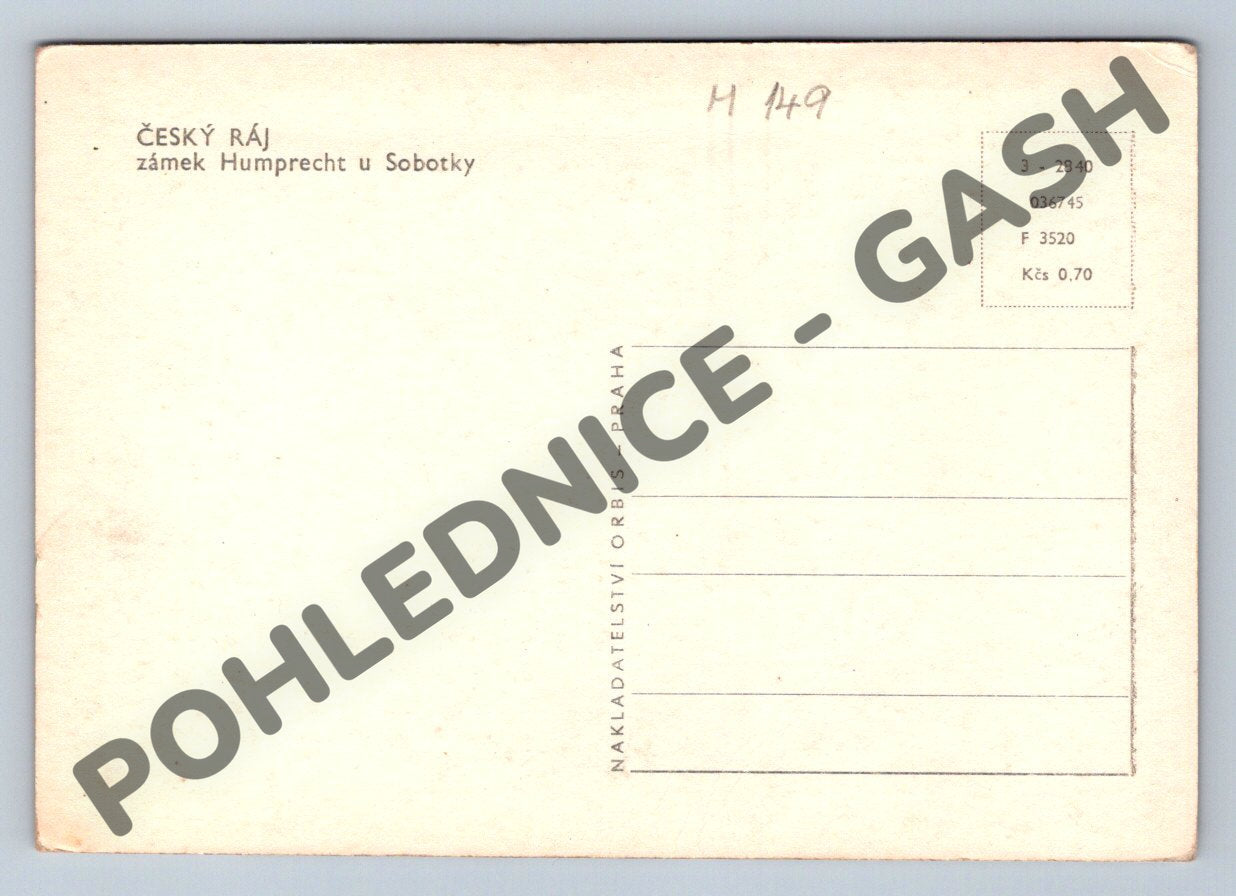 M 149
ČESKÝ RÁJ
zámek Humprecht u Sobotky
3 - 2840
036745
F 3520
Kčs 0,70
NAKLADATELSTVÍ ORBIS – PRAHA
POHLEDNICE - GASH